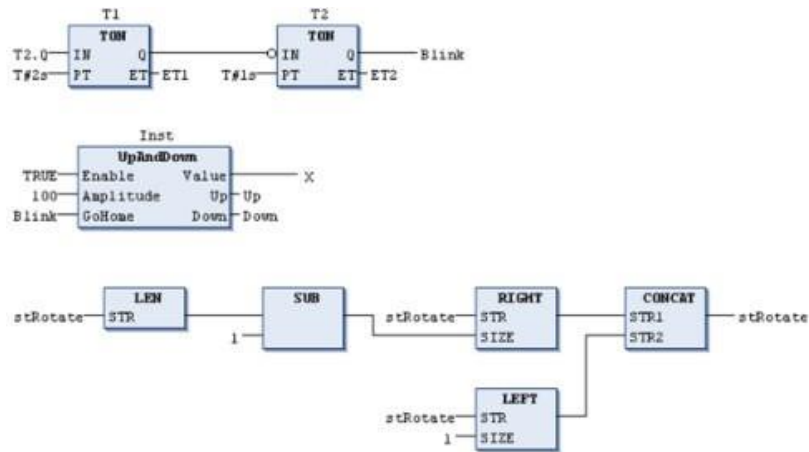 T1 T2
TON TON
T2.Q IN Q IN Q Blink
T#2s PT ET ET1 T#1s PT ET ET2
Inst
UpAndDown
TRUE Enable Value X
100 Amplitude Up Up
Blink GoHome Down Down
LEN SUB RIGHT CONCAT
stRotate STR stRotate STR STR1 stRotate
1 SIZE STR2
LEFT
stRotate STR
1 SIZE